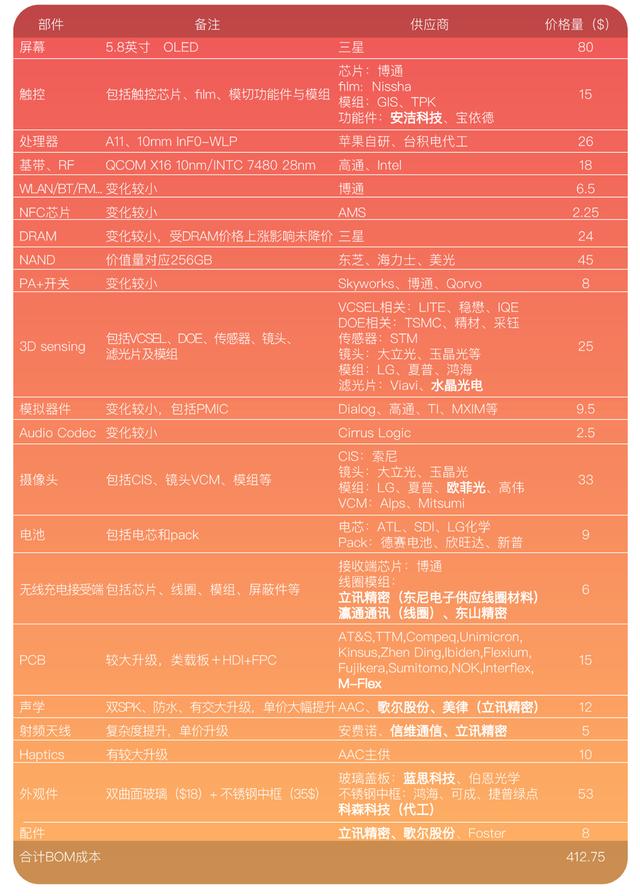 部件 备注 供应商 价格量（$）
屏幕 5.8英寸 OLED 三星 80
触控 包括触控芯片、film、模切功能件与模组 芯片：博通
film：Nissha
模组：GIS、TPK
功能件：安洁科技、宝依德 15
处理器 A11、10mm InF0-WLP 苹果自研、台积电代工 26
基带、RF QCOM X16 10nm/INTC 7480 28nm 高通、Intel 18
WLAN/BT/FM... 变化较小 博通 6.5
NFC芯片 变化较小 AMS 2.25
DRAM 变化较小，受DRAM价格上涨影响未降价 三星 24
NAND 价值量对应256GB 东芝、海力士、美光 45
PA+开关 变化较小 Skyworks、博通、Qorvo 8
3D sensing 包括VCSEL、DOE、传感器、镜头、
滤光片及模组 VCSEL相关：LITE、稳懋、IQE
DOE相关：TSMC、精材、采钰
传感器：STM
镜头：大立光、玉晶光等
模组：LG、夏普、鸿海
滤光片：Viavi、水晶光电 25
模拟器件 变化较小，包括PMIC Dialog、高通、TI、MXIM等 9.5
Audio Codec 变化较小 Cirrus Logic 2.5
摄像头 包括CIS、镜头VCM、模组等 CIS：索尼
镜头：大立光、玉晶光
模组：LG、夏普、欧菲光、高伟
VCM：Alps、Mitsumi 33
电池 包括电芯和pack 电芯：ATL、SDI、LG化学
Pack：德赛电池、欣旺达、新普 9
无线充电接受端 包括芯片、线圈、模组、屏蔽件等 接收端芯片：博通
线圈模组：
立讯精密（东尼电子供应线圈材料）
瀛通通讯（线圈）、东山精密 6
PCB 较大升级，类载板＋HDI+FPC AT&S,TTM,Compeq,Unimicron,
Kinsus,Zhen Ding,Ibiden,Flexium,
Fujikera,Sumitomo,NOK,Interflex,
M-Flex 15
声学 双SPK、防水、有交大升级，单价大幅提升 AAC、歌尔股份、美律（立讯精密） 12
射频天线 复杂度提升，单价升级 安费诺、信维通信、立讯精密 5
Haptics 有较大升级 AAC主供 10
外观件 双曲面玻璃（$18）+ 不锈钢中框（35$） 玻璃盖板：蓝思科技、伯恩光学
不锈钢中框：鸿海、可成、捷普绿点
科森科技（代工） 53
配件 立讯精密、歌尔股份、Foster 8
合计BOM成本 412.75